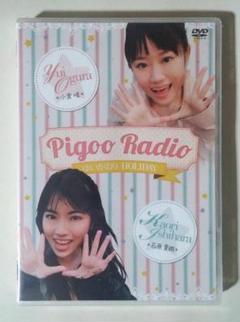 DVD
Yui
Ogura
小倉 唯
Pigoo Radio
HOLIDAY
Kaori
Ishihara
石原 夏織